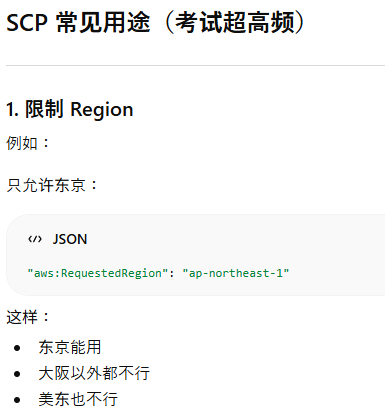 SCP 常见用途（考试超高频）
1. 限制 Region
例如：
只允许东京：
JSON
"aws:RequestedRegion": "ap-northeast-1"
这样：
东京能用
大阪以外都不行
美东也不行